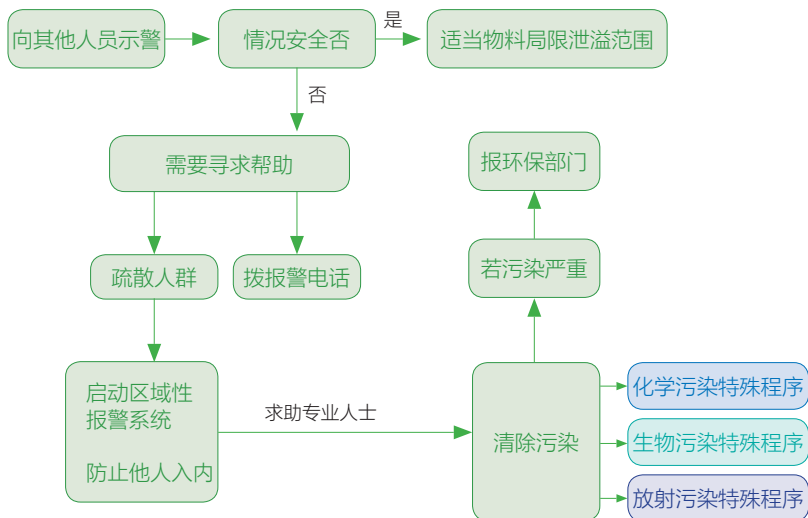 向其他人员示警
情况安全否
是
适当物料局限泄溢范围
否
需要寻求帮助
报环保部门
疏散人群
拨报警电话
若污染严重
启动区域性
报警系统
防止他人入内
求助专业人士
清除污染
化学污染特殊程序
生物污染特殊程序
放射污染特殊程序